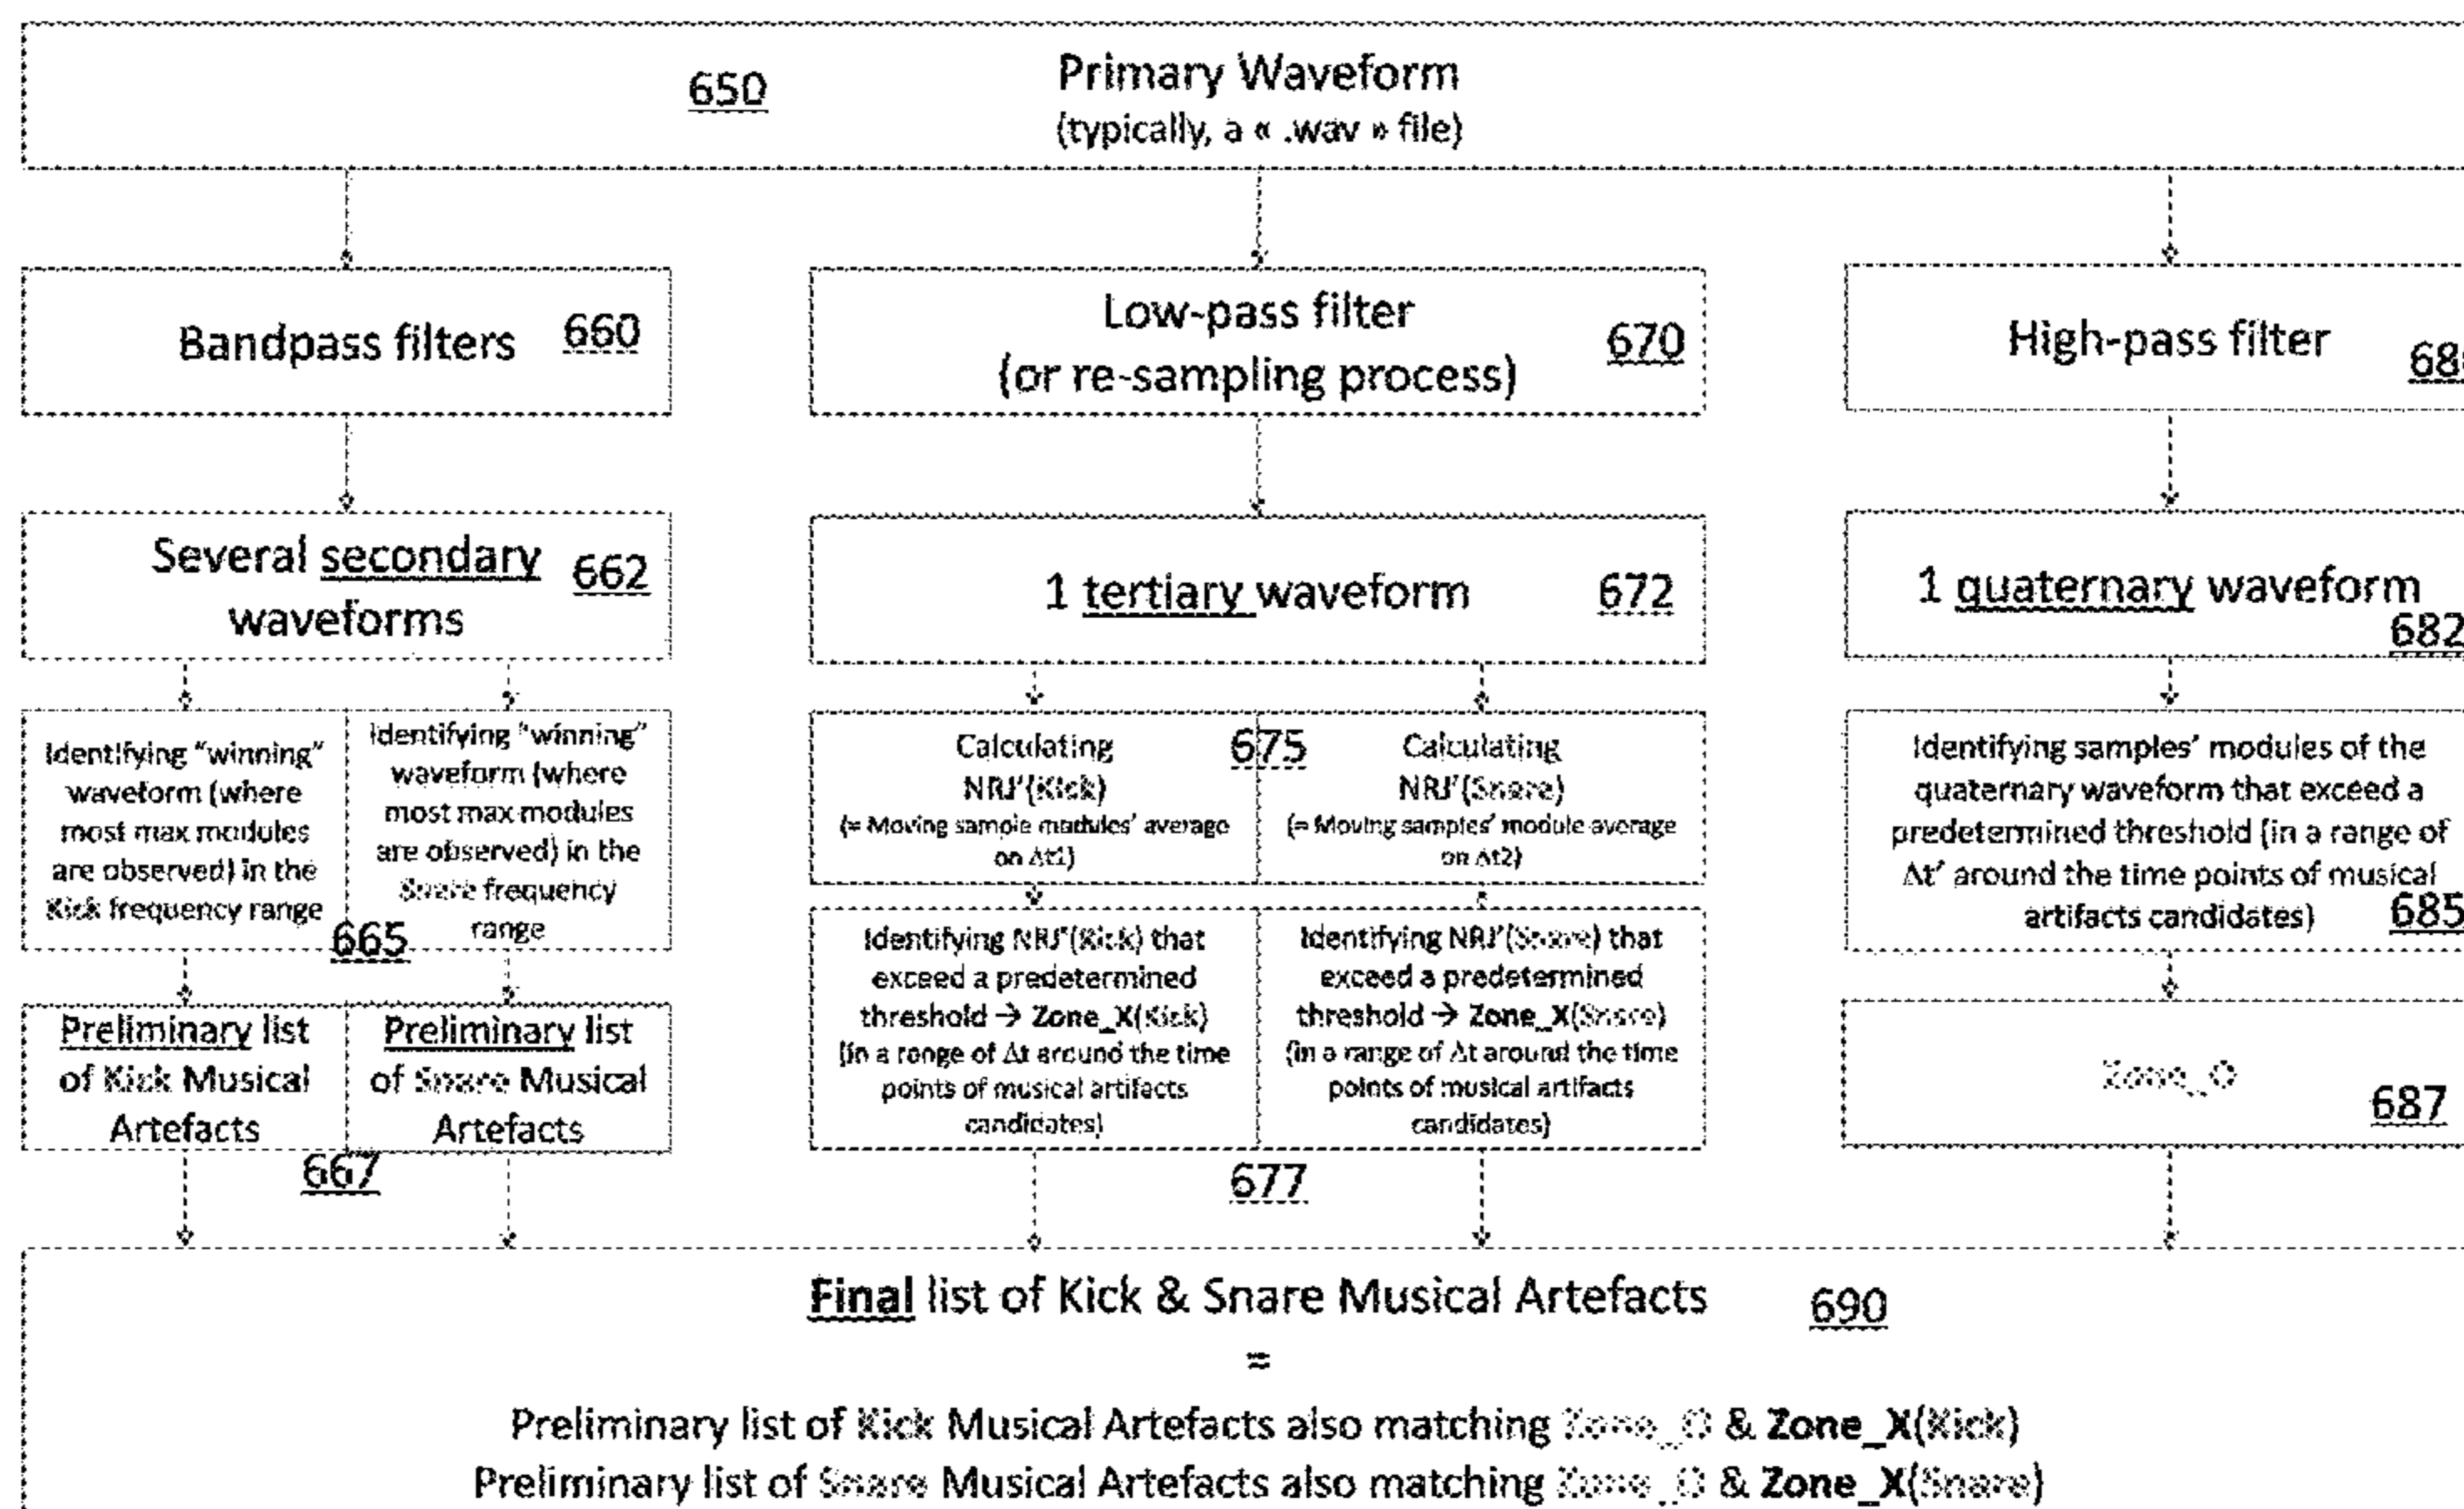 650
Primary Waveform
(typically, a « .wav » file)
Bandpass filters 660
Low-pass filter
(or re-sampling process)
670
High-pass filter
Several secondary
waveforms
662
1 tertiary waveform 672
1 quaternary waveform
682
Identifying "winning"
waveform (where
most max modules
are observed) in the
Kick frequency range
Identifying "winning"
waveform (where
most max modules
are observed) in the
Snare frequency
range
665
Calculating
NRJ'(Kick)
(= Moving sample modules' average
on Δt1)
675
Calculating
NRJ'(Snare)
(= Moving samples' module average
on Δt2)
Identifying samples' modules of the
quaternary waveform that exceed a
predetermined threshold (in a range of
Δt' around the time points of musical
artifacts candidates)
685
Preliminary list
of Kick Musical
Artefacts
Preliminary list
of Snare Musical
Artefacts
667
Identifying NRJ'(Kick) that
exceed a predetermined
threshold → Zone_X(Kick)
(in a range of Δt around the time
points of musical artifacts
candidates)
Identifying NRJ'(Snare) that
exceed a predetermined
threshold → Zone_X(Snare)
(in a range of Δt around the time
points of musical artifacts
candidates)
677
Zone_O
687
Final list of Kick & Snare Musical Artefacts 690
=
Preliminary list of Kick Musical Artefacts also matching Zone_O & Zone_X(Kick)
Preliminary list of Snare Musical Artefacts also matching Zone_O & Zone_X(Snare)